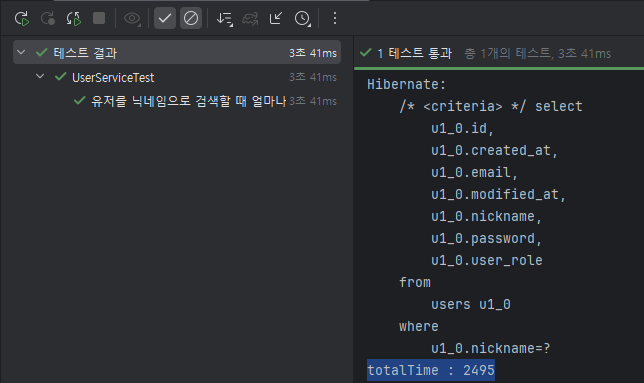 테스트 결과 3초 41ms
UserServiceTest 3초 41ms
유저를 닉네임으로 검색할 때 얼마나 3초 41ms
1 테스트 통과 총 1개의 테스트, 3초 41ms
Hibernate:
/* <criteria> */ select
u1_0.id,
u1_0.created_at,
u1_0.email,
u1_0.modified_at,
u1_0.nickname,
u1_0.password,
u1_0.user_role
from
users u1_0
where
u1_0.nickname=?
totalTime : 2495